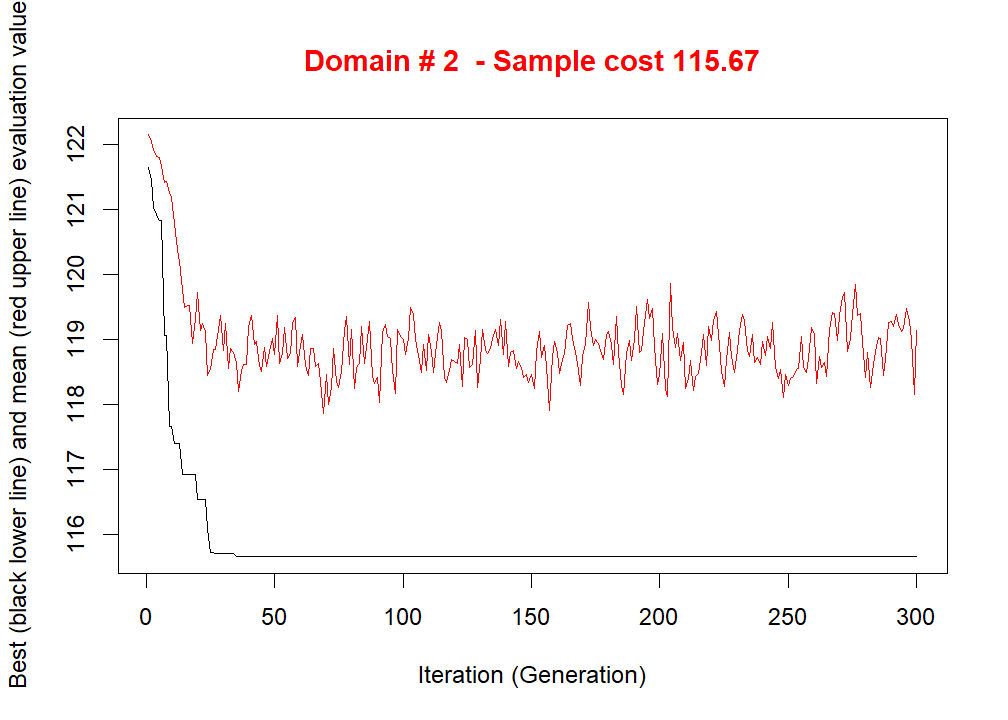 Domain # 2  - Sample cost 115.67
Best (black lower line) and mean (red upper line) evaluation value
122
121
120
119
118
117
116
0 50 100 150 200 250 300
Iteration (Generation)